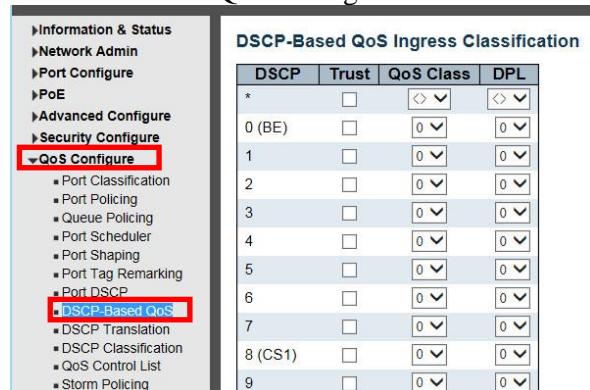 Information & Status
Network Admin
Port Configure
PoE
Advanced Configure
Security Configure
QoS Configure
Port Classification
Port Policing
Queue Policing
Port Scheduler
Port Shaping
Port Tag Remarking
Port DSCP
DSCP-Based QoS
DSCP Translation
DSCP Classification
QoS Control List
Storm Policing
DSCP-Based QoS Ingress Classification
DSCP Trust QoS Class DPL
* <> <>
0 (BE) 0 0
1 0 0
2 0 0
3 0 0
4 0 0
5 0 0
6 0 0
7 0 0
8 (CS1) 0 0
9 0 0